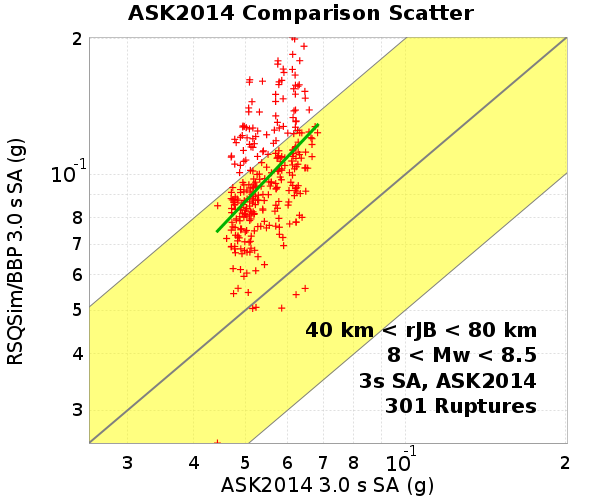 ASK2014 Comparison Scatter
RSQSim/BBP 3.0 s SA (g)
2
10⁻¹
8
7
6
5
4
3
40 km < rJB < 80 km
8 < Mw < 8.5
3s SA, ASK2014
301 Ruptures
3 4 5 6 7 8 10⁻¹ 2
ASK2014 3.0 s SA (g)